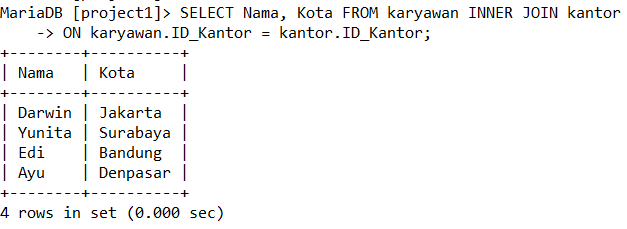 MariaDB [project1]> SELECT Nama, Kota FROM karyawan INNER JOIN kantor
    -> ON karyawan.ID_Kantor = kantor.ID_Kantor;
+--------+----------+
| Nama   | Kota     |
+--------+----------+
| Darwin | Jakarta  |
| Yunita | Surabaya |
| Edi    | Bandung  |
| Ayu    | Denpasar |
+--------+----------+
4 rows in set (0.000 sec)